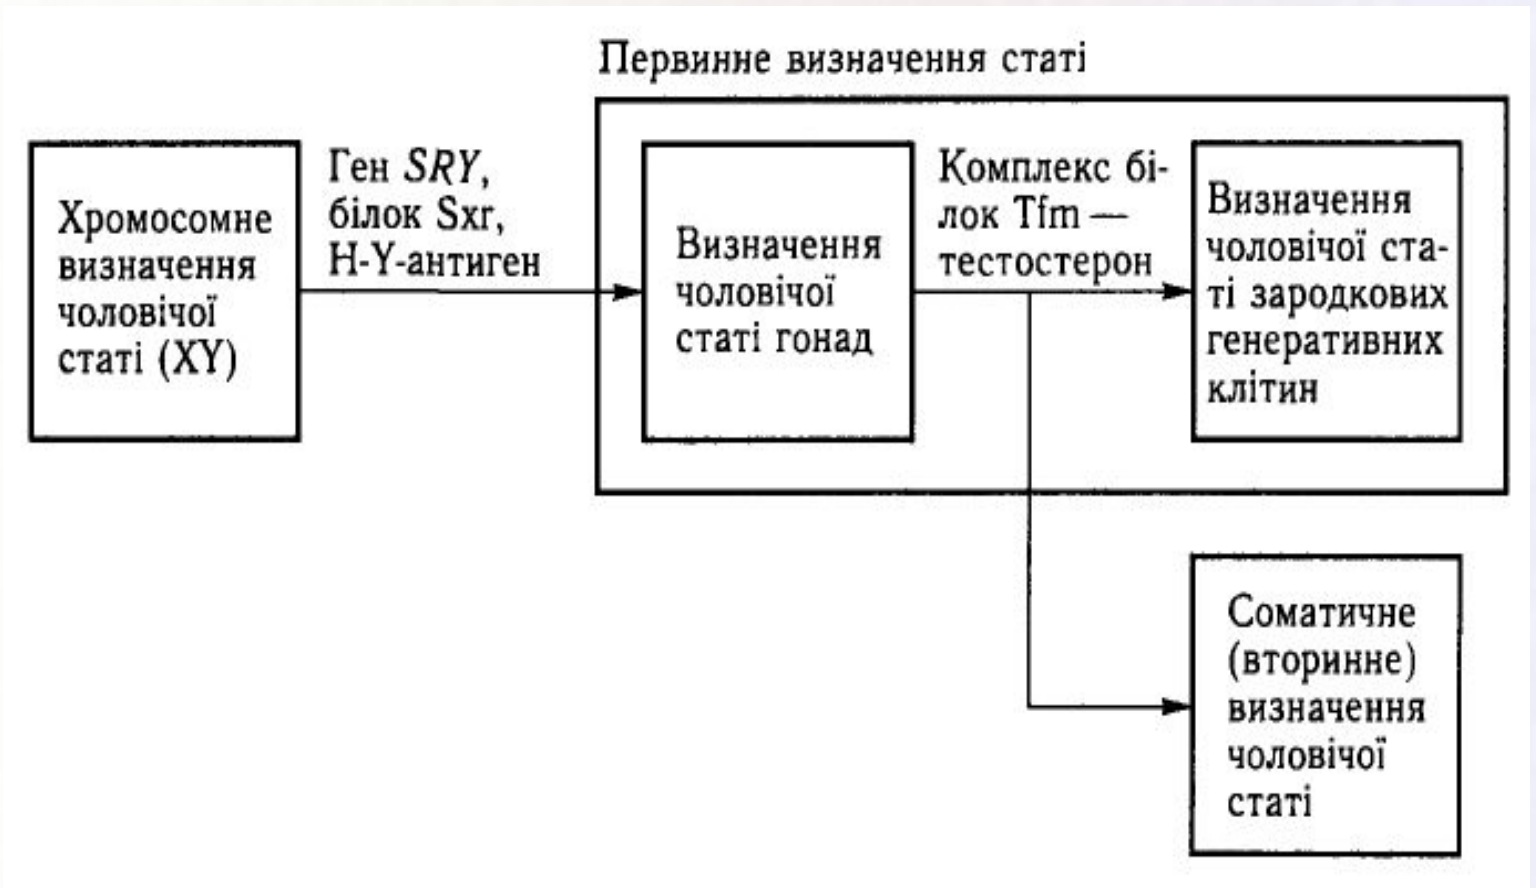 Первинне визначення статі
Хромосомне
визначення
чоловічої
статі (XY)
Ген SRY,
білок Sxr,
H-Y-антиген
Визначення
чоловічої
статі гонад
Комплекс бі-
лок Tfm —
тестостерон
Визначення
чоловічої ста-
ті зародкових
генеративних
клітин
Соматичне
(вторинне)
визначення
чоловічої
статі